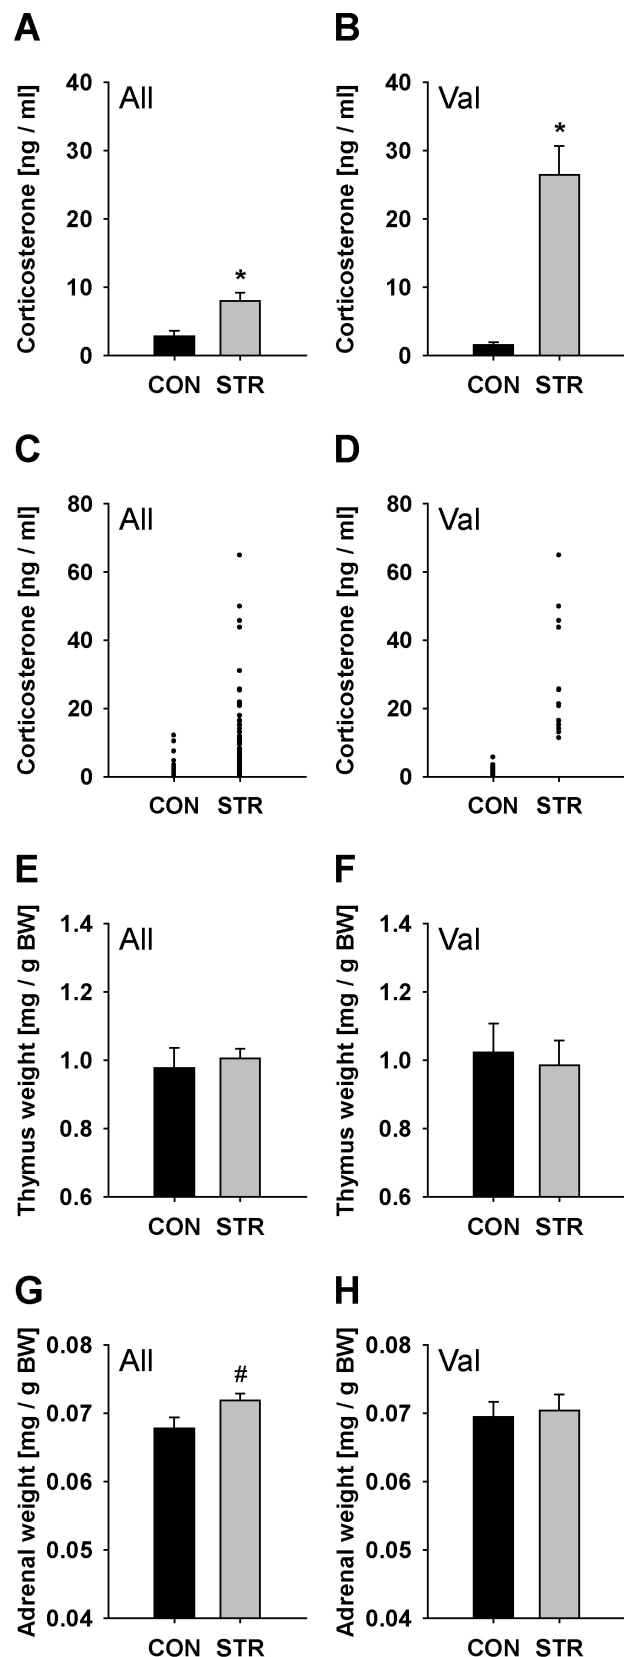 A
Corticosterone [ng / ml]
All
40
30
20
10
0
*
CON STR
B
Corticosterone [ng / ml]
Val
40
30
20
10
0
*
CON STR
C
Corticosterone [ng / ml]
All
80
60
40
20
0
CON STR
D
Corticosterone [ng / ml]
Val
80
60
40
20
0
CON STR
E
Thymus weight [mg / g BW]
All
1.4
1.2
1.0
0.8
0.6
CON STR
F
Thymus weight [mg / g BW]
Val
1.4
1.2
1.0
0.8
0.6
CON STR
G
Adrenal weight [mg / g BW]
All
0.08
0.07
0.06
0.05
0.04
#
CON STR
H
Adrenal weight [mg / g BW]
Val
0.08
0.07
0.06
0.05
0.04
CON STR